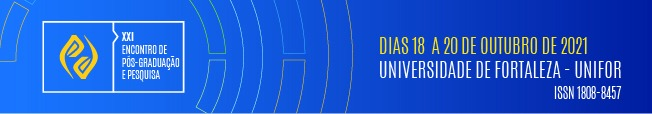 XXI
ENCONTRO DE
PÓS-GRADUAÇÃO
E PESQUISA
DIAS 18 A 20 DE OUTUBRO DE 2021
UNIVERSIDADE DE FORTALEZA - UNIFOR
ISSN 1808-8457